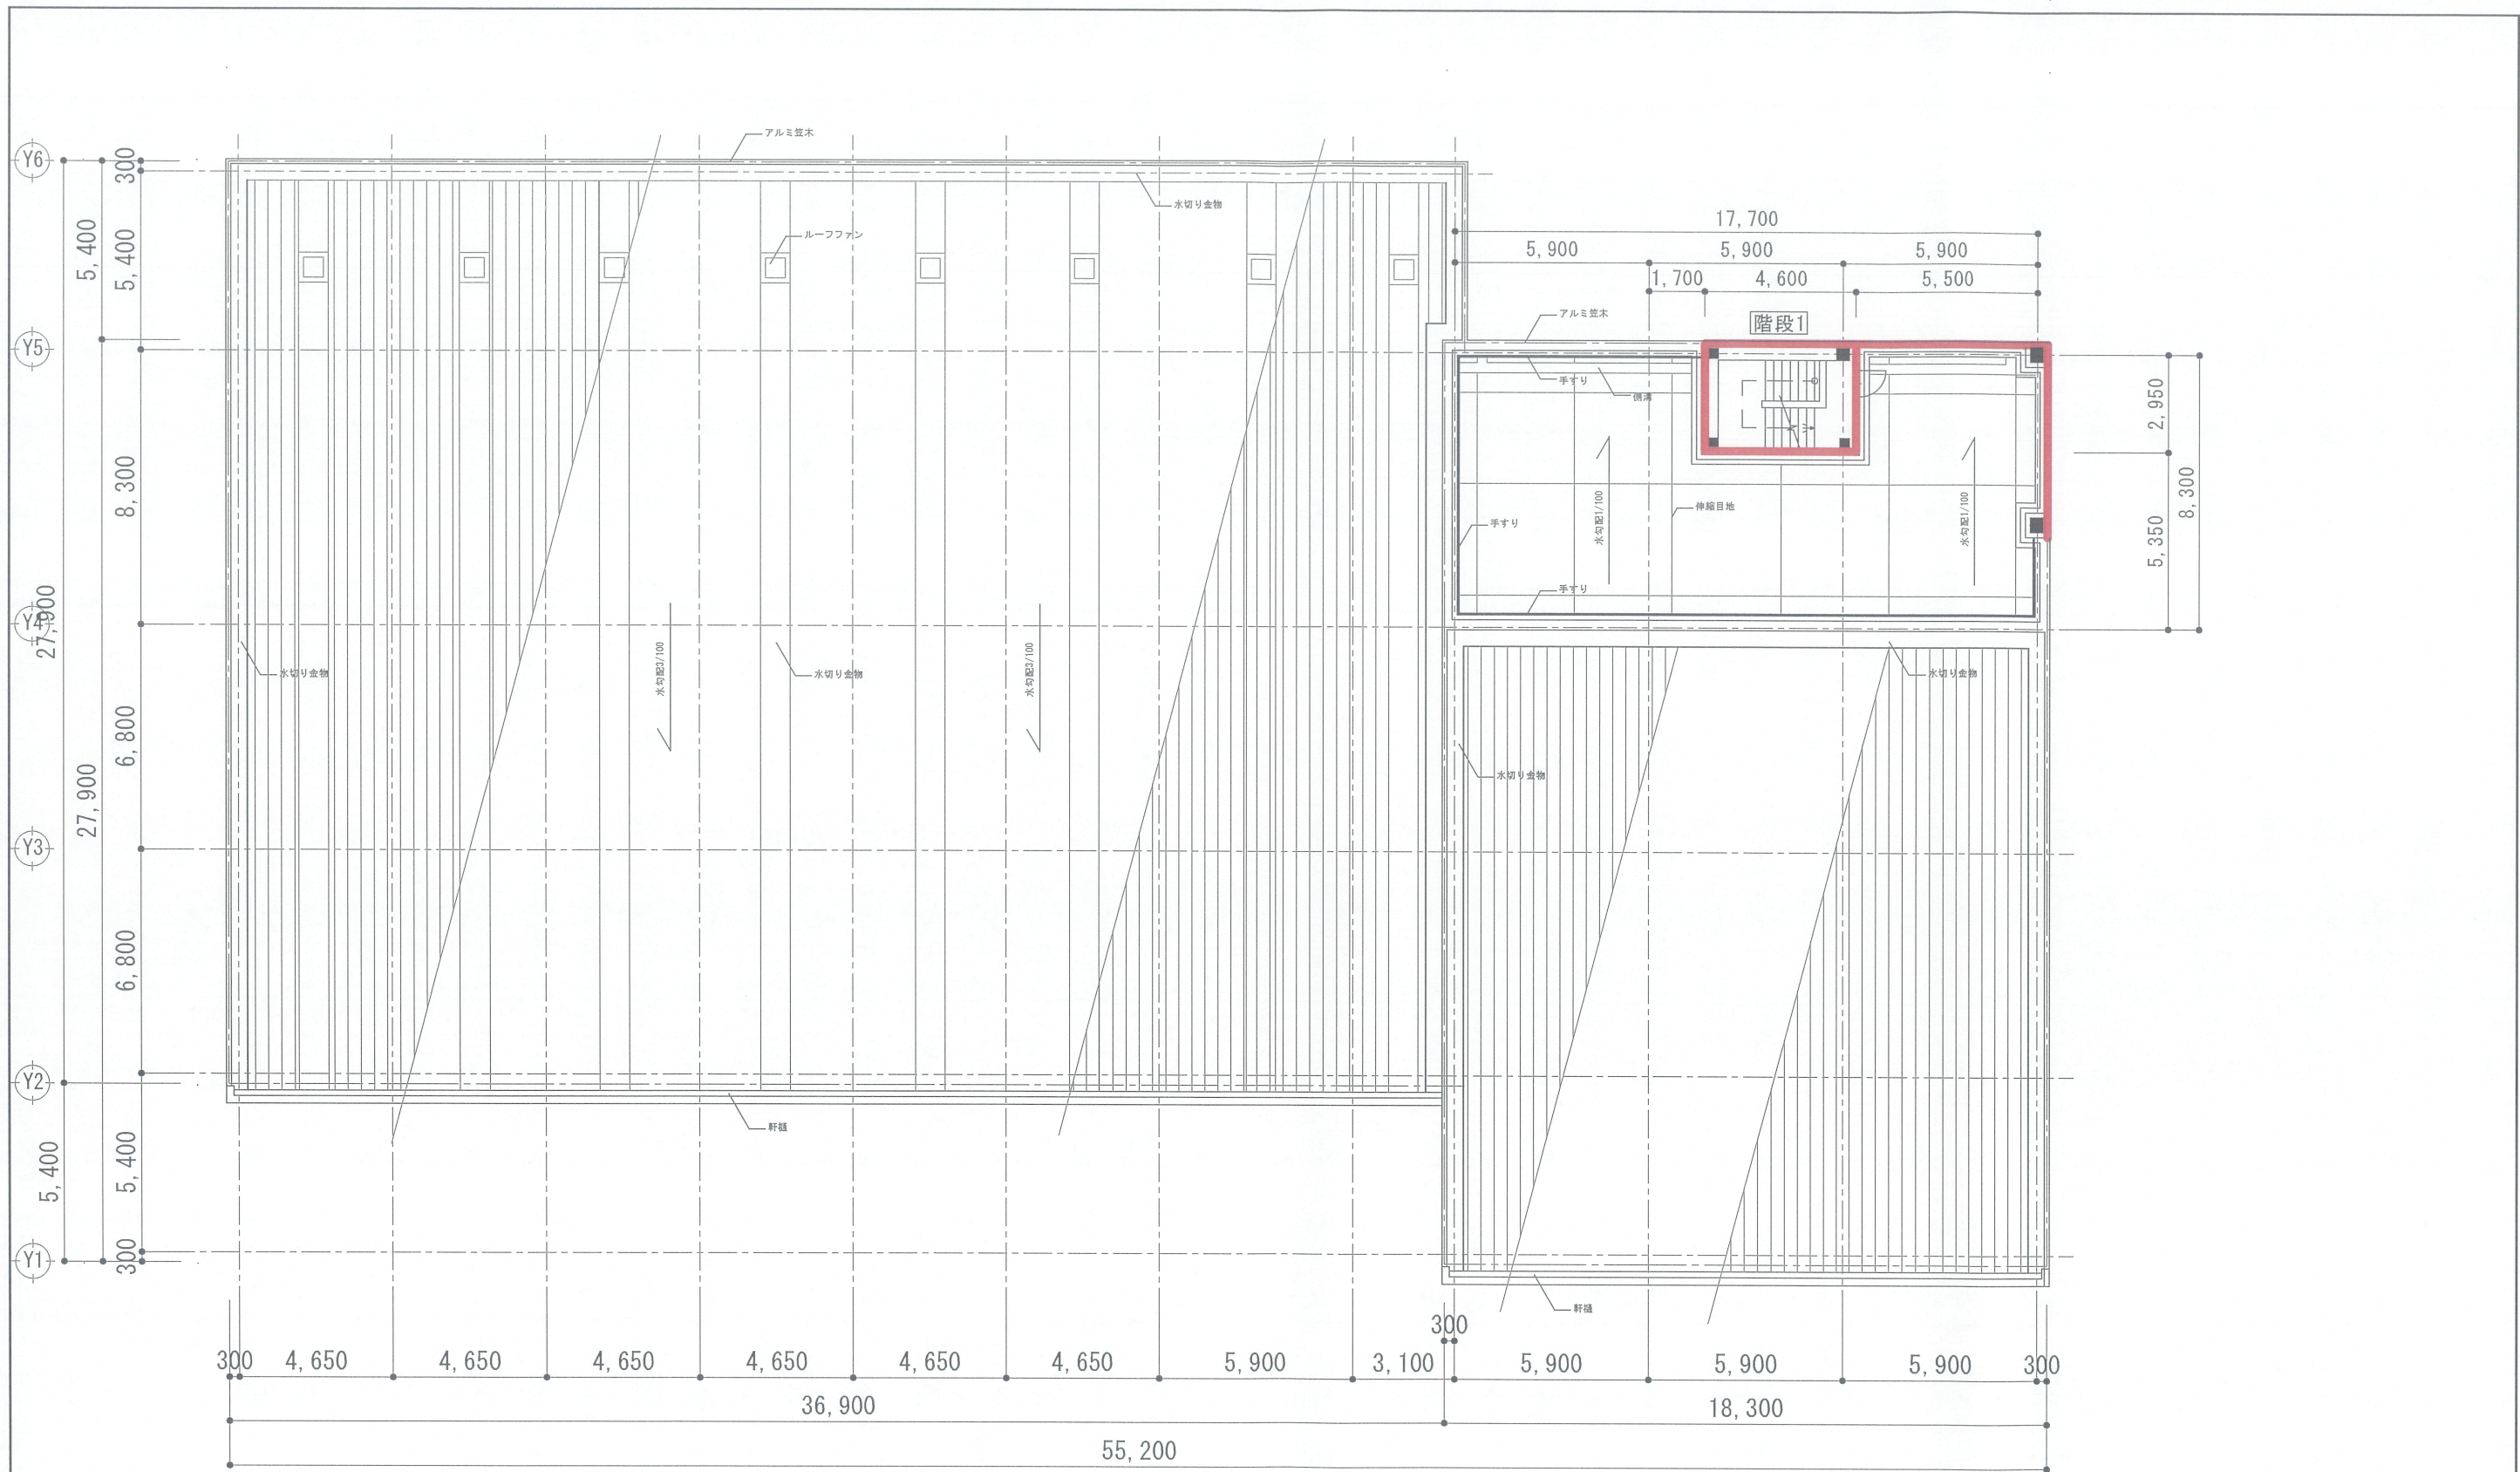 アルミ笠木
Y6
300
水切り金物
17,700
ルーフファン
5,400
5,400
5,900
5,900
5,900
1,700
4,600
5,500
アルミ笠木
階段1
Y5
手すり
側溝
2,950
8,300
8,300
水勾配1/100
伸縮目地
水勾配1/100
手すり
5,350
手すり
27,900
Y4
水切り金物
水勾配3/100
水切り金物
水勾配3/100
水切り金物
6,800
水切り金物
27,900
Y3
6,800
Y2
軒樋
5,400
5,400
300
Y1
軒樋
300
300
4,650
4,650
4,650
4,650
4,650
4,650
5,900
3,100
5,900
5,900
5,900
300
36,900
18,300
55,200